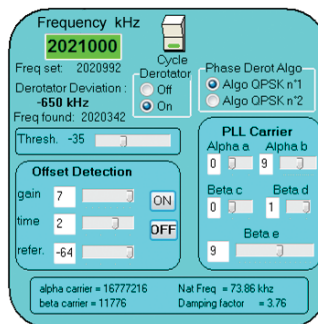 Frequency kHz
2021000
Freq set: 2020992
Cycle Derotator
Off
On
Derotator Deviation :
-650 kHz
Freq found: 2020342
Thresh. -35
Phase Derot Algo
Algo QPSK n°1
Algo QPSK n°2
Offset Detection
gain 7
time 2
refer. -64
ON
OFF
PLL Carrier
Alpha a Alpha b
0 9
Beta c Beta d
0 1
Beta e
9
alpha carrier = 16777216 Nat Freq = 73.86 khz
beta carrier = 11776 Damping factor = 3.76